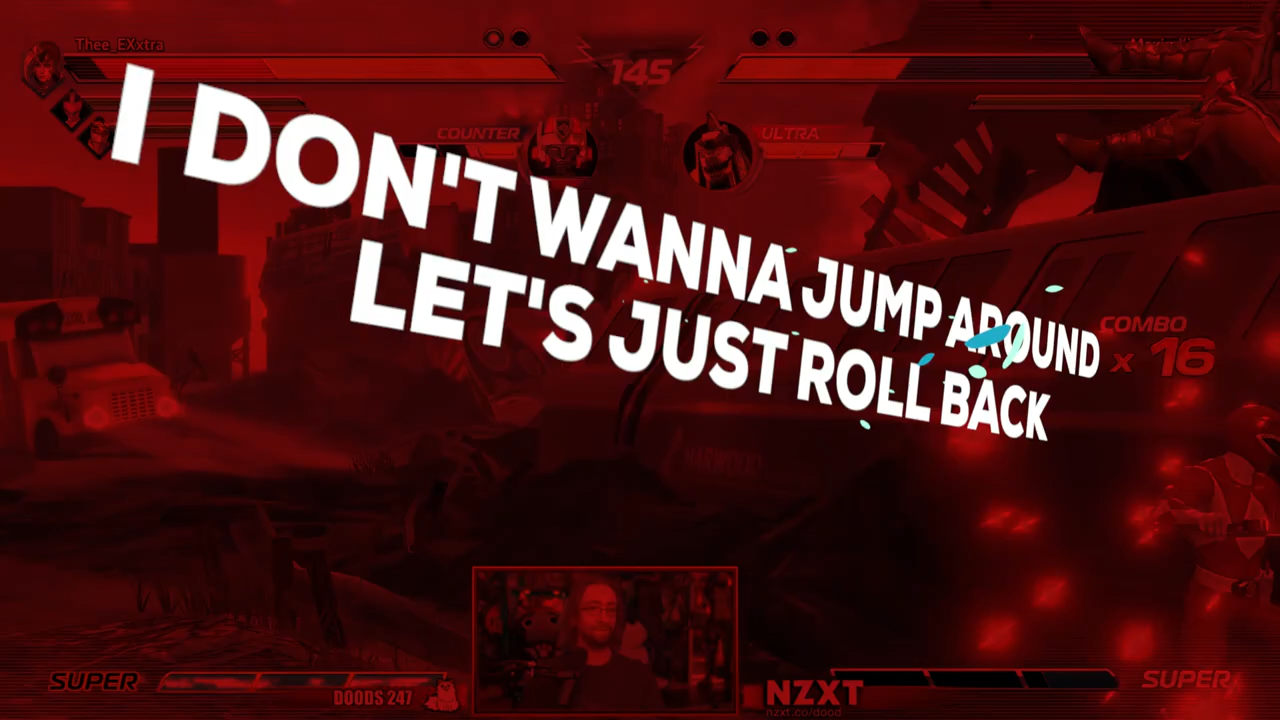 Thee_EXxtra
145
COUNTER
ULTRA
I DON'T WANNA JUMP AROUND
LET'S JUST ROLL BACK
COMBO
x 16
SUPER
DOODS 247
NZXT
nzxt.co/dood
SUPER